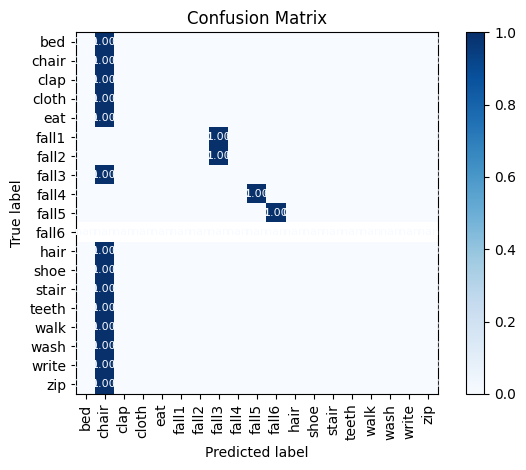 Confusion Matrix
True label
bed 1.00
chair 1.00
clap 1.00
cloth 1.00
eat 1.00
fall1 1.00
fall2 1.00
fall3 1.00
fall4 1.00
fall5 1.00
fall6
hair 1.00
shoe 1.00
stair 1.00
teeth 1.00
walk 1.00
wash 1.00
write 1.00
zip 1.00
bed chair clap cloth eat fall1 fall2 fall3 fall4 fall5 fall6 hair shoe stair teeth walk wash write zip
Predicted label
1.0
0.8
0.6
0.4
0.2
0.0